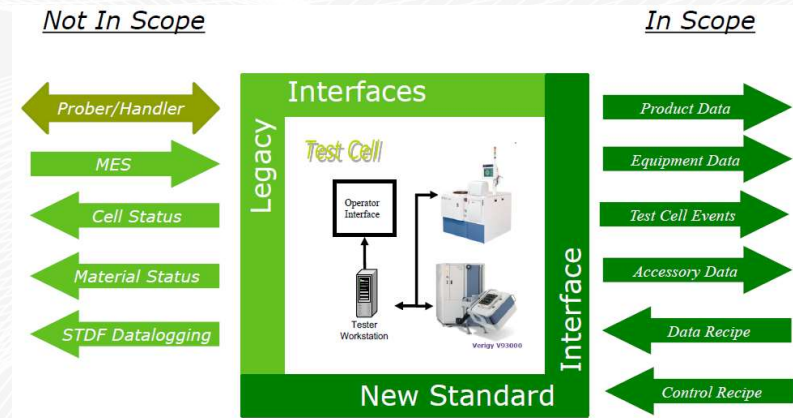 Not In Scope
In Scope
Prober/Handler
MES
Cell Status
Material Status
STDF Datalogging
Legacy
Interfaces
Test Cell
Operator
Interface
Tester
Workstation
Verigy V93000
New Standard
Interface
Product Data
Equipment Data
Test Cell Events
Accessory Data
Data Recipe
Control Recipe